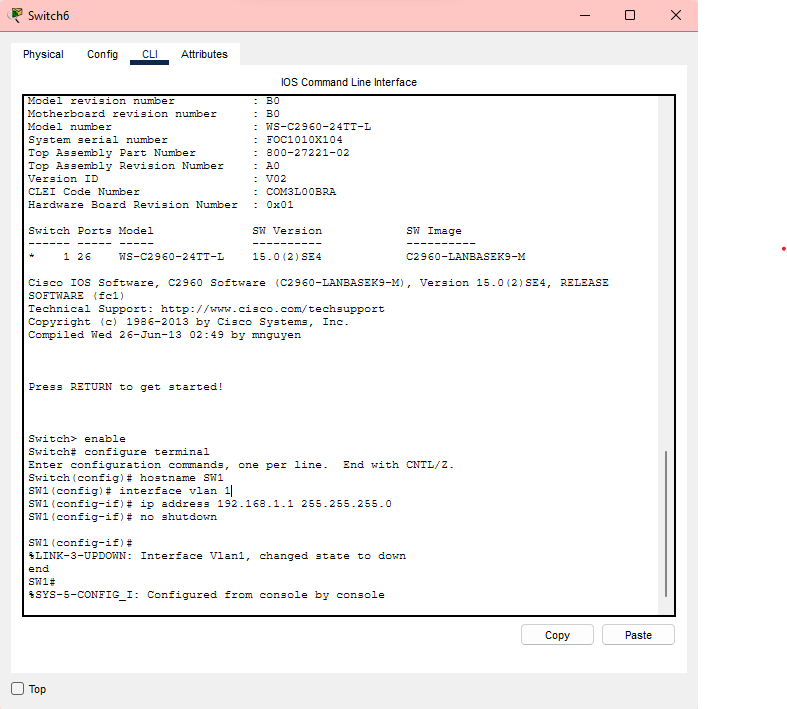 Switch6
Physical Config CLI Attributes
IOS Command Line Interface
Model revision number : B0
Motherboard revision number : B0
Model number : WS-C2960-24TT-L
System serial number : FOC1010X104
Top Assembly Part Number : 800-27221-02
Top Assembly Revision Number : A0
Version ID : V02
CLEI Code Number : COM3L00BRA
Hardware Board Revision Number : 0x01
Switch Ports Model SW Version SW Image
------ ----- ----- ---------- ----------
* 1 26 WS-C2960-24TT-L 15.0(2)SE4 C2960-LANBASEK9-M
Cisco IOS Software, C2960 Software (C2960-LANBASEK9-M), Version 15.0(2)SE4, RELEASE
SOFTWARE (fc1)
Technical Support: http://www.cisco.com/techsupport
Copyright (c) 1986-2013 by Cisco Systems, Inc.
Compiled Wed 26-Jun-13 02:49 by mnguyen
Press RETURN to get started!
Switch> enable
Switch# configure terminal
Enter configuration commands, one per line. End with CNTL/Z.
Switch(config)# hostname SW1
SW1(config)# interface vlan 1
SW1(config-if)# ip address 192.168.1.1 255.255.255.0
SW1(config-if)# no shutdown
SW1(config-if)#
%LINK-3-UPDOWN: Interface Vlan1, changed state to down
end
SW1#
%SYS-5-CONFIG_I: Configured from console by console
Copy Paste
Top